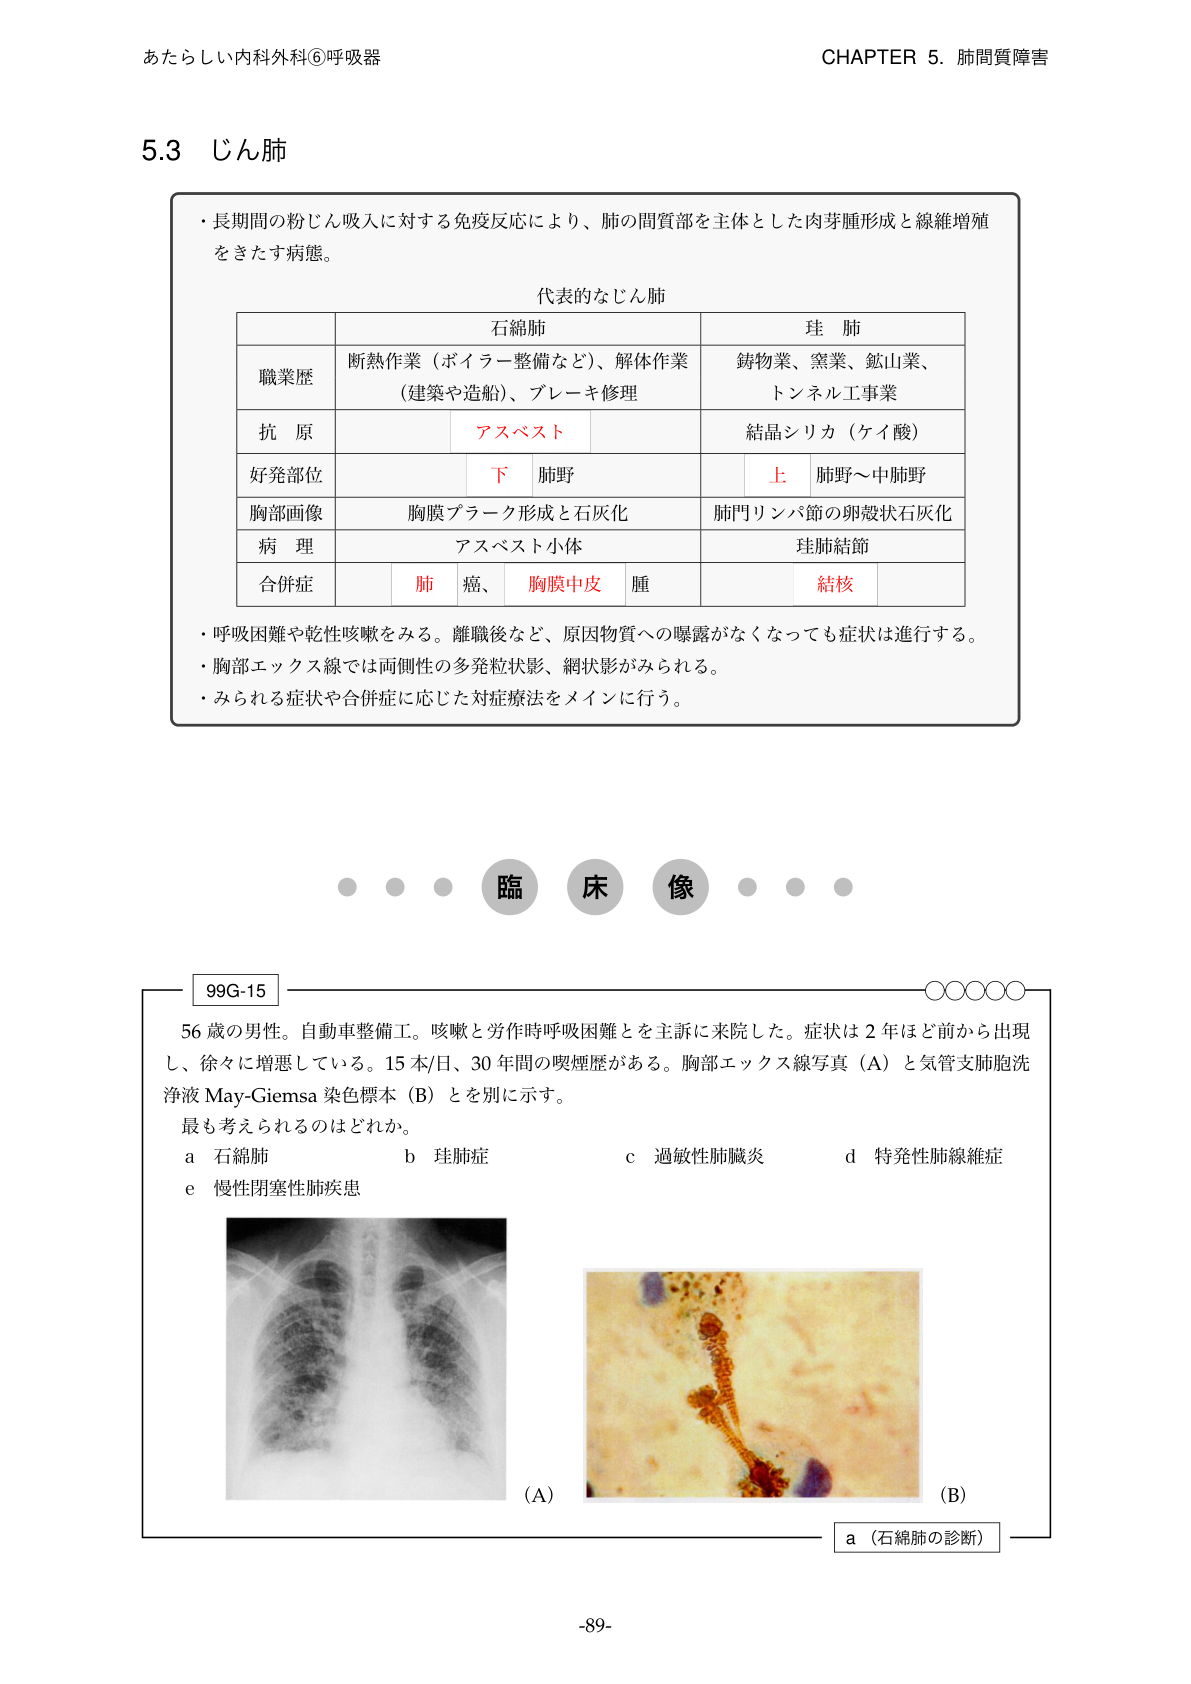 あたらしい内科外科⑥呼吸器 CHAPTER 5. 肺間質障害
5.3 じん肺
・長期間の粉じん吸入に対する免疫反応により、肺の間質部を主体とした肉芽腫形成と線維増殖
をきたす病態。
代表的なじん肺
石綿肺 珪 肺
職業歴 断熱作業（ボイラー整備など）、解体作業 鋳物業、窯業、鉱山業、
（建築や造船）、ブレーキ修理 トンネル工事業
抗 原 アスベスト 結晶シリカ（ケイ酸）
好発部位 下 肺野 上 肺野～中肺野
胸部画像 胸膜プラーク形成と石灰化 肺門リンパ節の卵殻状石灰化
病 理 アスベスト小体 珪肺結節
合併症 肺 癌、 胸膜中皮 腫 結核
・呼吸困難や乾性咳嗽をみる。離職後など、原因物質への曝露がなくなっても症状は進行する。
・胸部エックス線では両側性の多発粒状影、網状影がみられる。
・みられる症状や合併症に応じた対症療法をメインに行う。
臨 床 像
99G-15
56 歳の男性。自動車整備工。咳嗽と労作時呼吸困難とを主訴に来院した。症状は 2 年ほど前から出現
し、徐々に増悪している。15 本/日、30 年間の喫煙歴がある。胸部エックス線写真（A）と気管支肺胞洗
浄液 May-Giemsa 染色標本（B）とを別に示す。
最も考えられるのはどれか。
a 石綿肺 b 珪肺症 c 過敏性肺臓炎 d 特発性肺線維症
e 慢性閉塞性肺疾患
（A） （B）
a （石綿肺の診断）
-89-